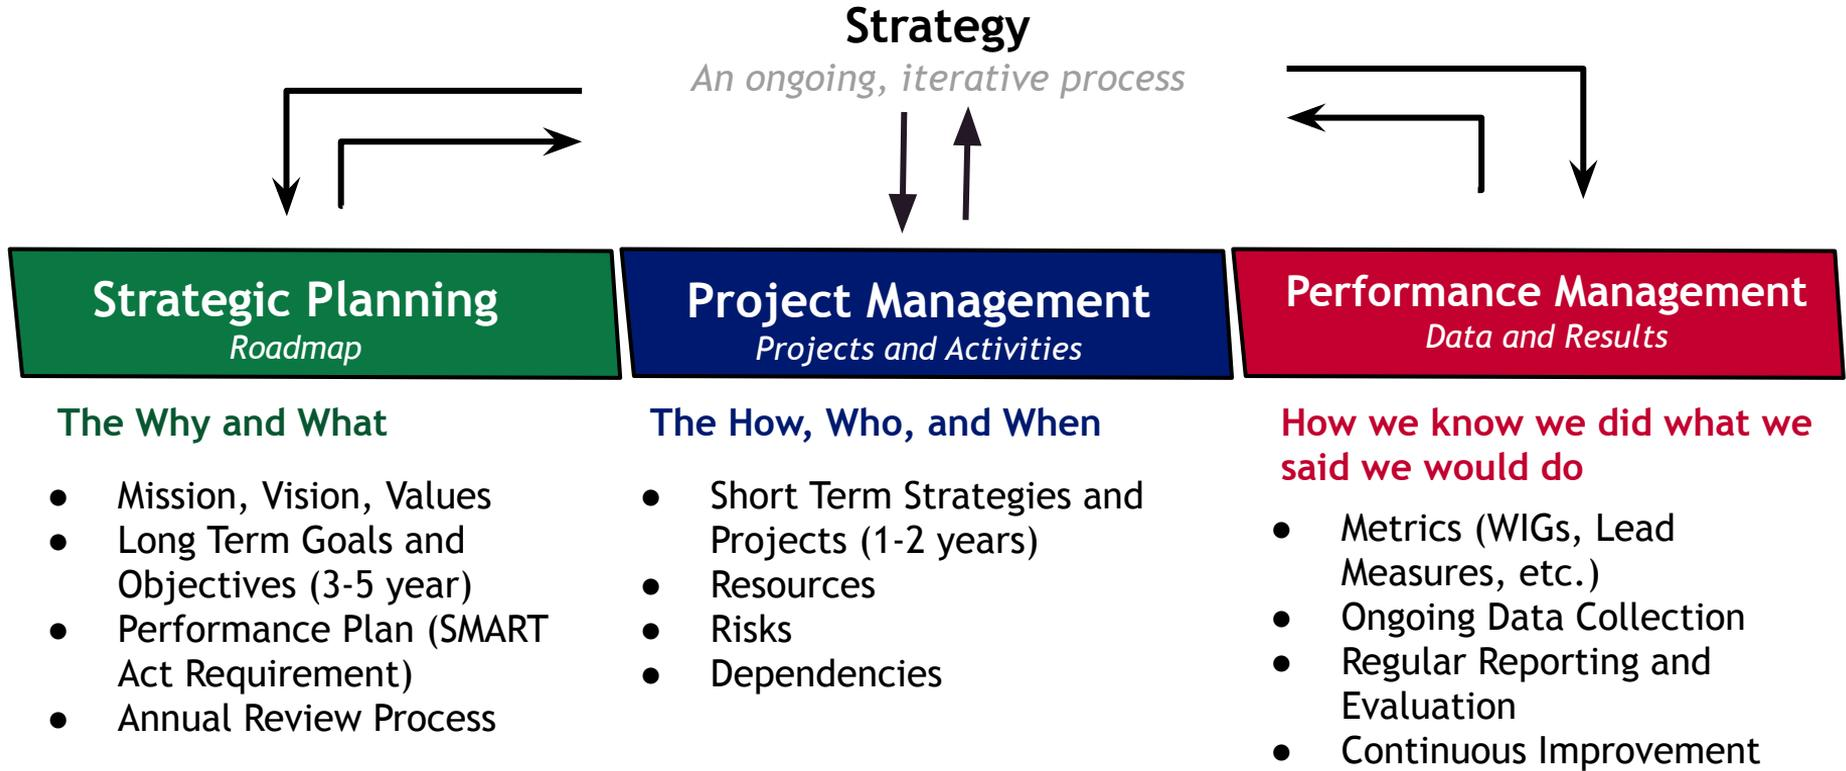 Strategy
An ongoing, iterative process
Strategic Planning
Roadmap
The Why and What
● Mission, Vision, Values
● Long Term Goals and
Objectives (3-5 year)
● Performance Plan (SMART
Act Requirement)
● Annual Review Process
Project Management
Projects and Activities
The How, Who, and When
● Short Term Strategies and
Projects (1-2 years)
● Resources
● Risks
● Dependencies
Performance Management
Data and Results
How we know we did what we
said we would do
● Metrics (WIGs, Lead
Measures, etc.)
● Ongoing Data Collection
● Regular Reporting and
Evaluation
● Continuous Improvement